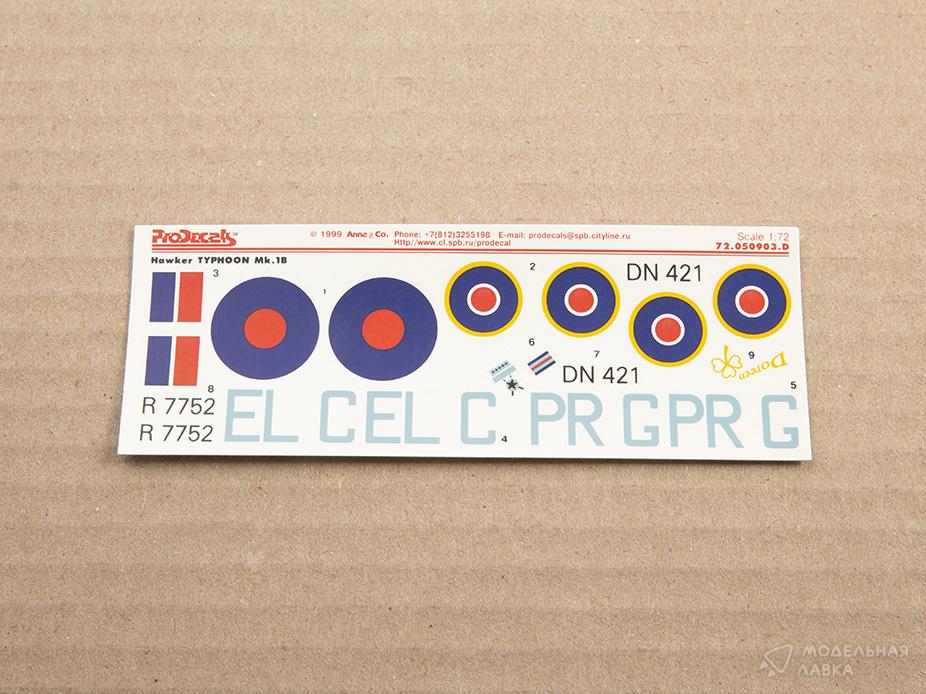 ProDecals
© 1999 Anna & Co. Phone: +7(812)3255198 E-mail: prodecals@spb.cityline.ru
Http//www.cl.spb.ru/prodecal
Scale 1:72
72.050903.D
Hawker TYPHOON Mk.1B
3
1
2
DN 421
6
7
DN 421
9
Doreen
8
5
R 7752
R 7752
EL C EL C
4
PR G PR G
МОДЕЛЬНАЯ
ЛАВКА